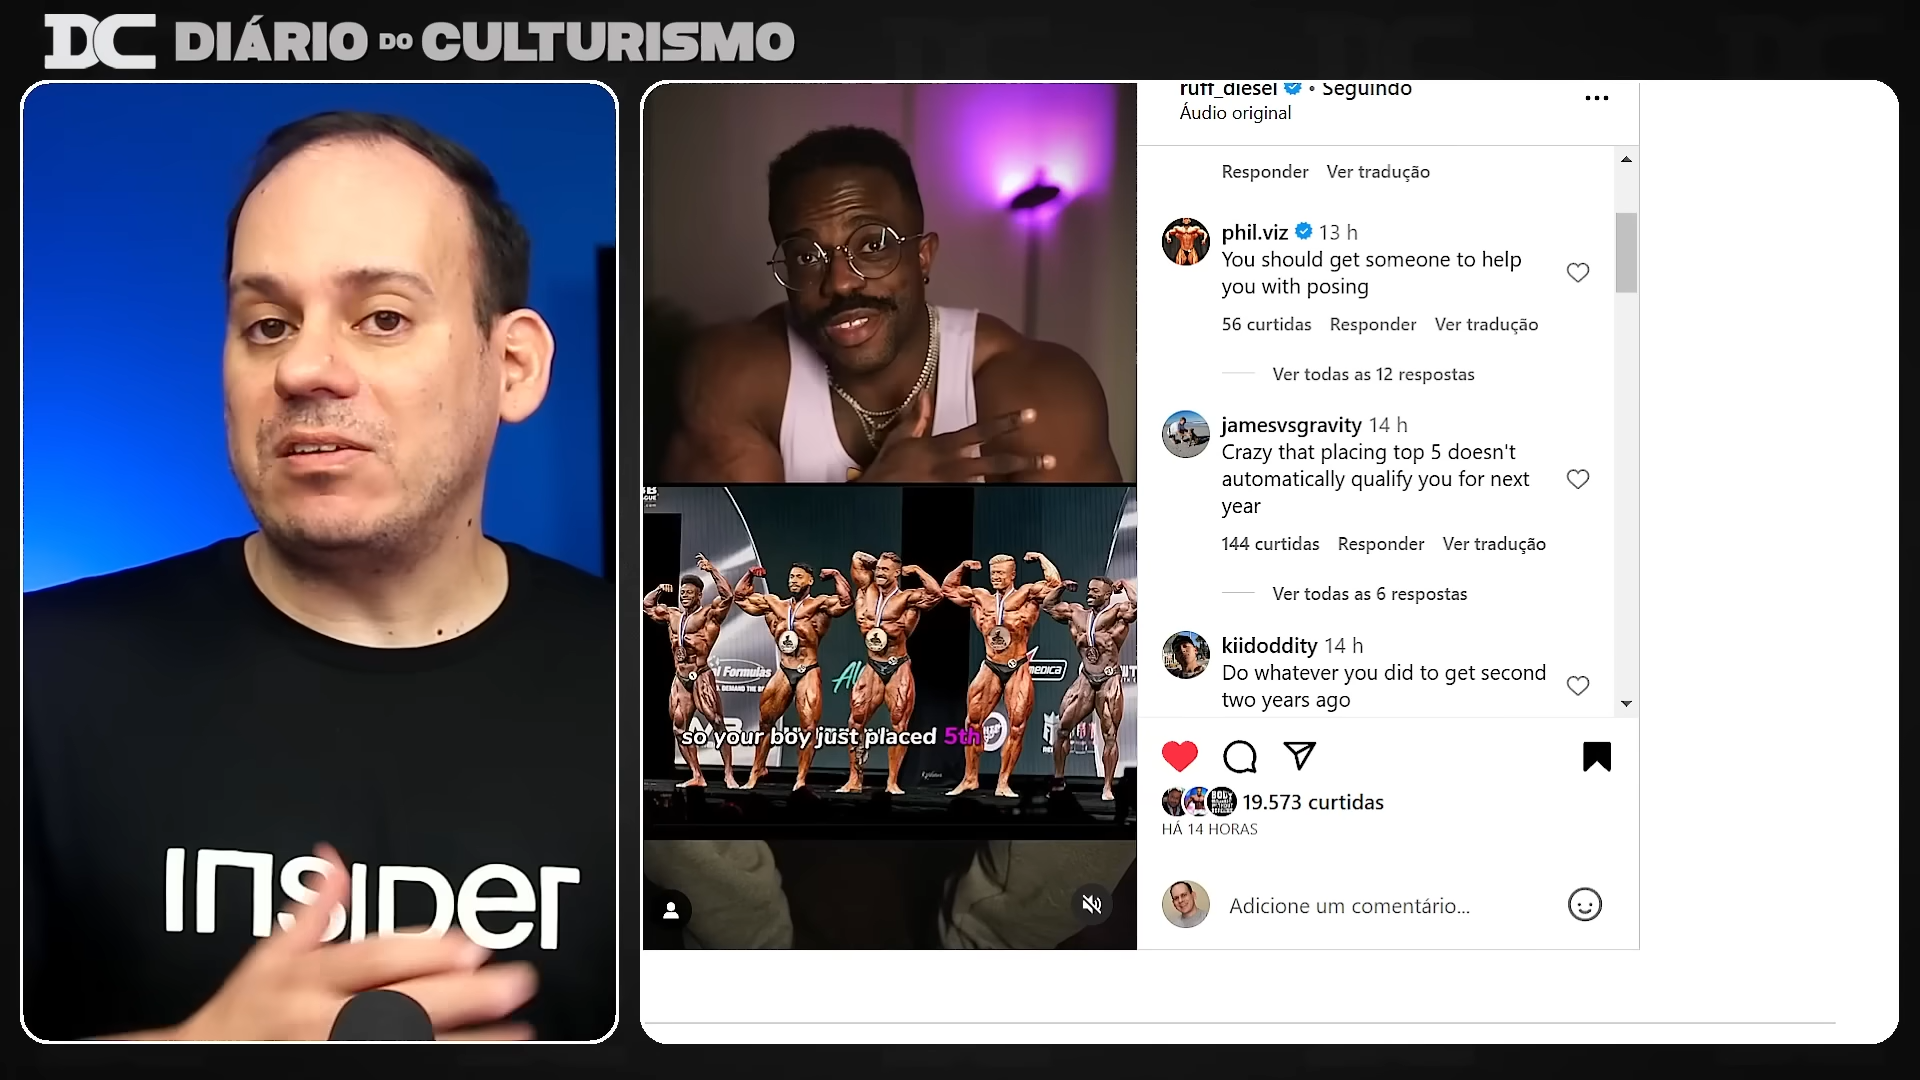 DC DIÁRIO DO CULTURISMO
INSIDER
so your boy just placed 5th
l Formulas
DEMAND THE B
MEDICA
ruff_diesel • Seguindo
Áudio original
Responder Ver tradução
phil.viz 13 h
You should get someone to help
you with posing
56 curtidas Responder Ver tradução
Ver todas as 12 respostas
jamesvsgravity 14 h
Crazy that placing top 5 doesn't
automatically qualify you for next
year
144 curtidas Responder Ver tradução
Ver todas as 6 respostas
kiidoddity 14 h
Do whatever you did to get second
two years ago
19.573 curtidas
HÁ 14 HORAS
Adicione um comentário...